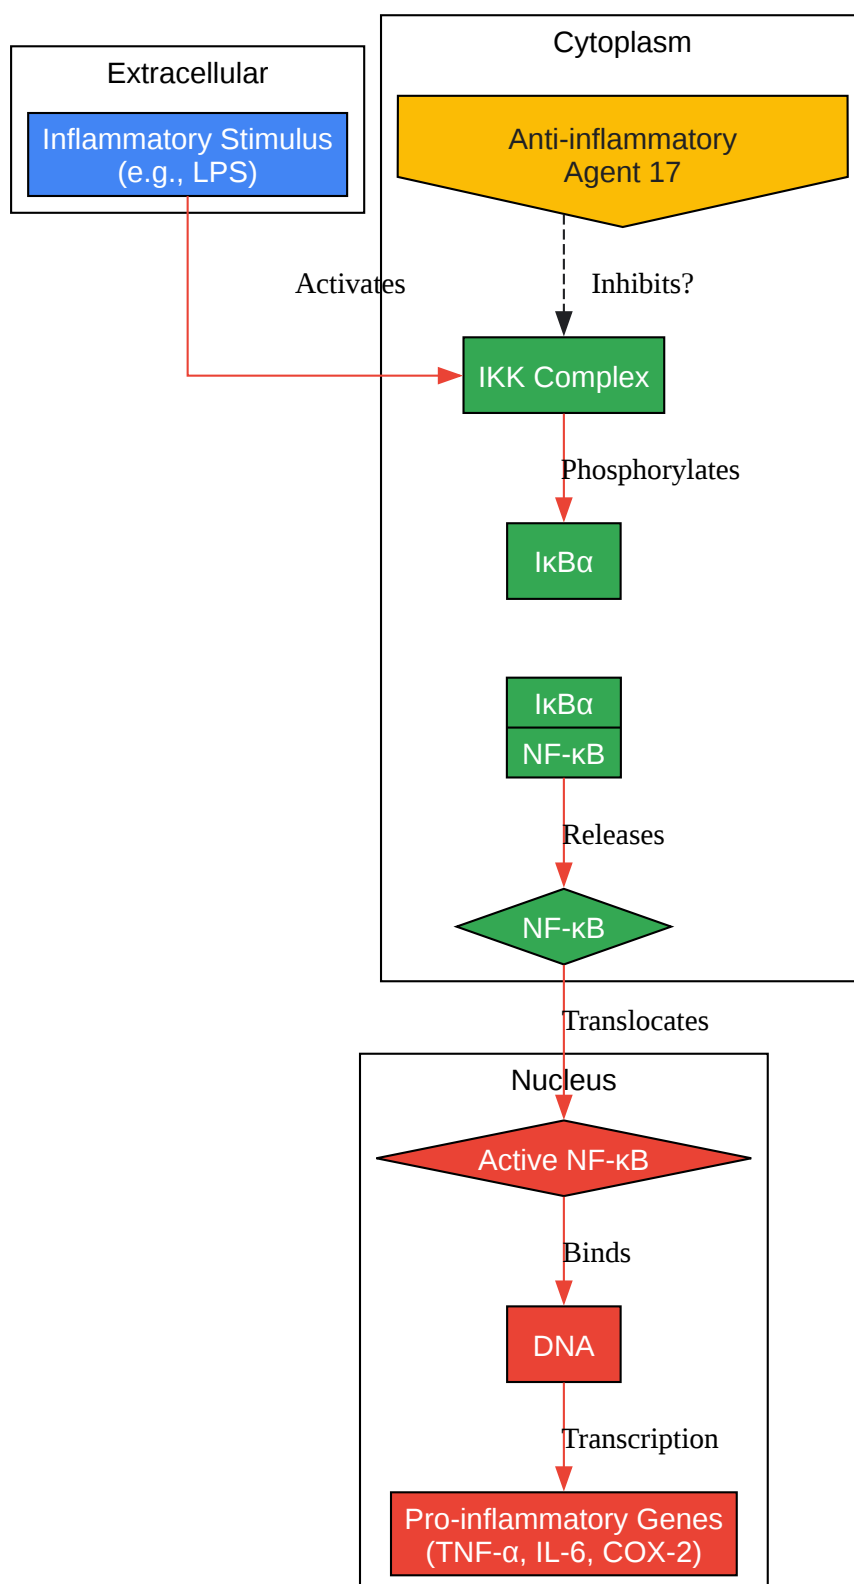 Extracellular
Inflammatory Stimulus
(e.g., LPS)
Cytoplasm
Anti-inflammatory
Agent 17
Activates
Inhibits?
IKK Complex
Phosphorylates
IκBα
IκBα
NF-κB
Releases
NF-κB
Translocates
Nucleus
Active NF-κB
Binds
DNA
Transcription
Pro-inflammatory Genes
(TNF-α, IL-6, COX-2)